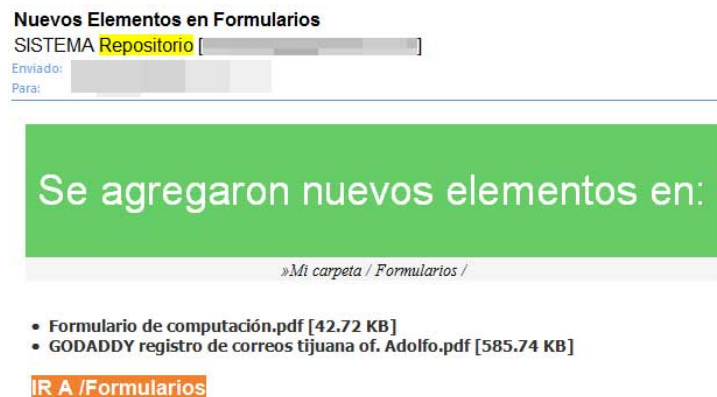 Nuevos Elementos en Formularios
SISTEMA Repositorio [ ]
Enviado:
Para:
Se agregaron nuevos elementos en:
»Mi carpeta / Formularios /
• Formulario de computación.pdf [42.72 KB]
• GODADDY registro de correos tijuana of. Adolfo.pdf [585.74 KB]
IR A /Formularios